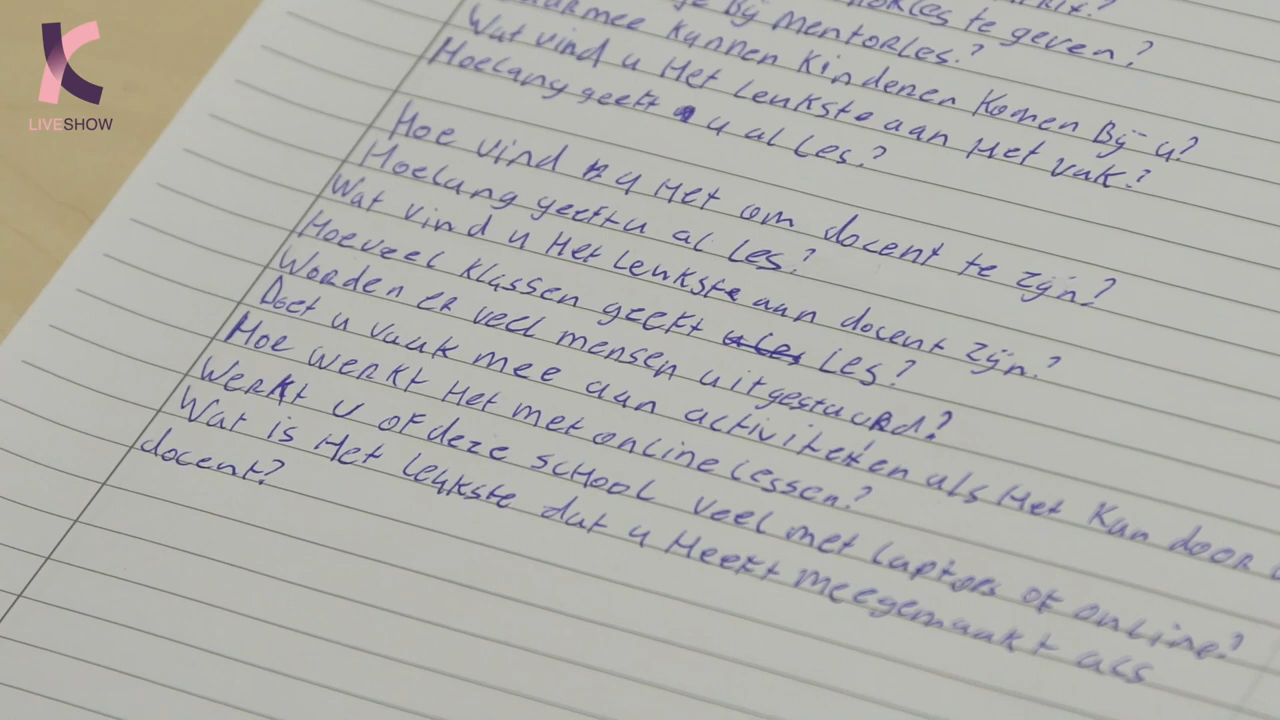 LIVESHOW
te geven?
je Bij mentorles?
kunnen kinderen komen Bij u?
Wat vind u Het leukste aan Het vak?
Hoelang geeft u al les?
Hoe vind u Het om docent te zijn?
Hoelang geeft u al les?
Wat vind u Het leukste aan docent zijn?
Hoeveel klassen geeft u les les?
Worden er veel mensen uitgestuurd?
Doet u vaak mee aan activiteiten als Het kan door
Hoe werkt Het met online lessen?
Werkt u of deze school veel met laptops of online?
Wat is Het leukste dat u Heeft meegemaakt als
docent?